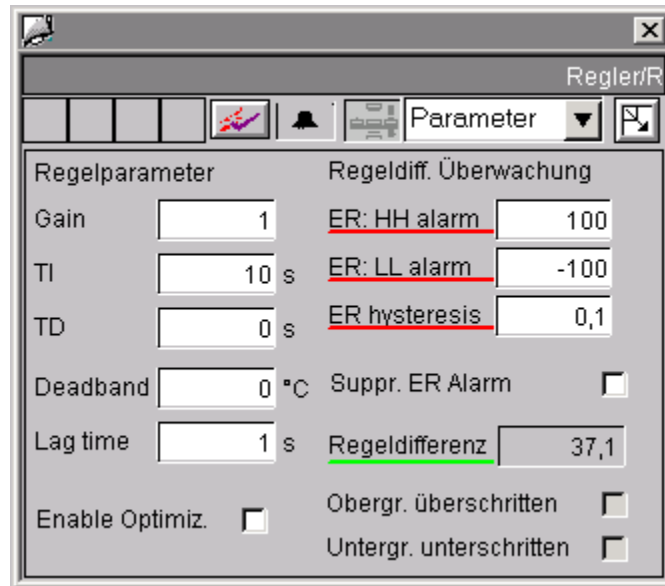 Regler/R
Parameter
Regelparameter
Regeldiff. Überwachung
Gain 1
ER: HH alarm 100
TI 10 s
ER: LL alarm -100
TD 0 s
ER hysteresis 0,1
Deadband 0 °C
Suppr. ER Alarm
Lag time 1 s
Regeldifferenz 37,1
Enable Optimiz.
Obergr. überschritten
Untergr. unterschritten